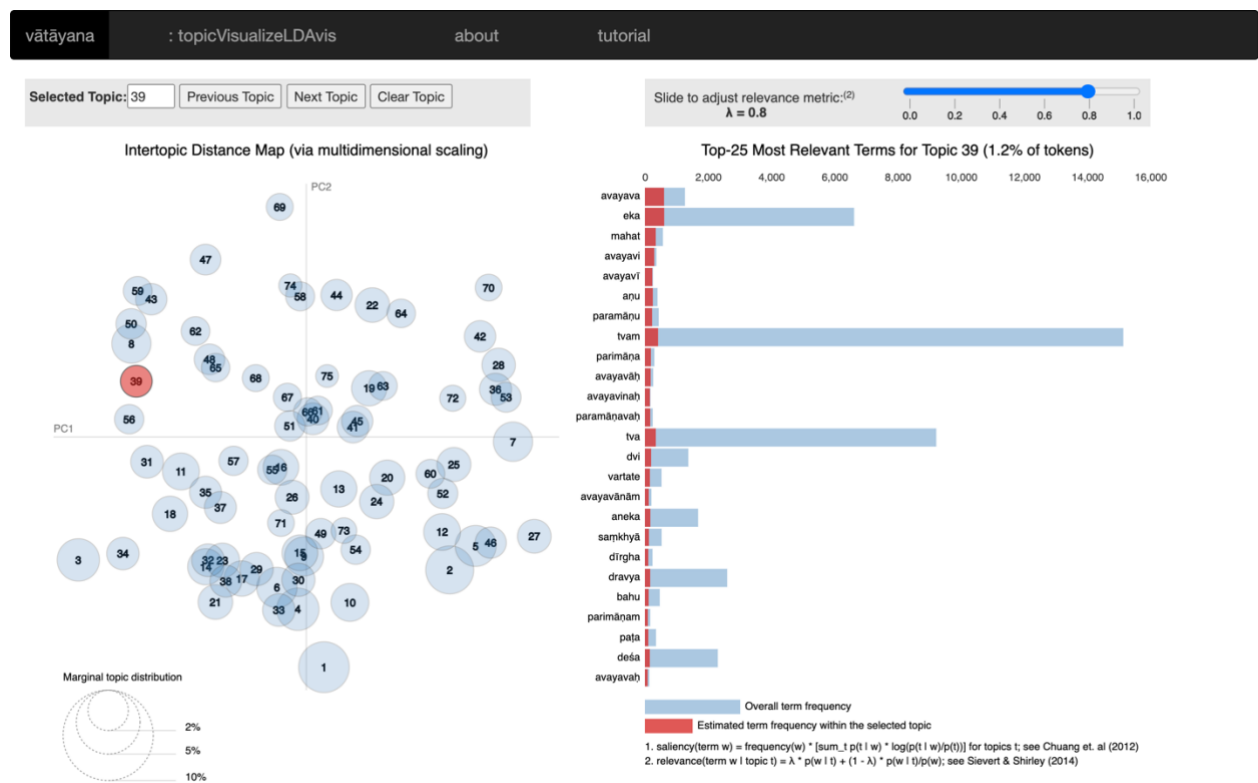 vātāyana : topicVisualizeLDAvis about tutorial
Selected Topic: 39 Previous Topic Next Topic Clear Topic
Slide to adjust relevance metric:(2)
λ = 0.8
0.0 0.2 0.4 0.6 0.8 1.0
Intertopic Distance Map (via multidimensional scaling)
PC2
69
47
59
43
74
58
44
22
64
70
50
8
62
42
48
65
28
39
68
75
19
63
36
53
67
72
56
51
61
40
45
41
PC1
7
31
11
57
55
16
20
60
25
35
37
26
13
24
52
18
71
49
73
12
5
46
27
3
34
32
23
14
15
54
38
17
29
30
2
6
21
33
4
10
1
Marginal topic distribution
2%
5%
10%
Top-25 Most Relevant Terms for Topic 39 (1.2% of tokens)
0 2,000 4,000 6,000 8,000 10,000 12,000 14,000 16,000
avayava
eka
mahat
avayavi
avayavī
aṇu
paramāṇu
tvam
parimāṇa
avayavāḥ
avayavinaḥ
paramāṇavaḥ
tva
dvi
vartate
avayavānām
aneka
saṃkhyā
dīrgha
dravya
bahu
parimāṇam
paṭa
deśa
avayavaḥ
Overall term frequency
Estimated term frequency within the selected topic
1. saliency(term w) = frequency(w) * [sum_t p(t | w) * log(p(t | w)/p(t))] for topics t; see Chuang et. al (2012)
2. relevance(term w | topic t) = λ * p(w | t) + (1 - λ) * p(w | t)/p(w); see Sievert & Shirley (2014)